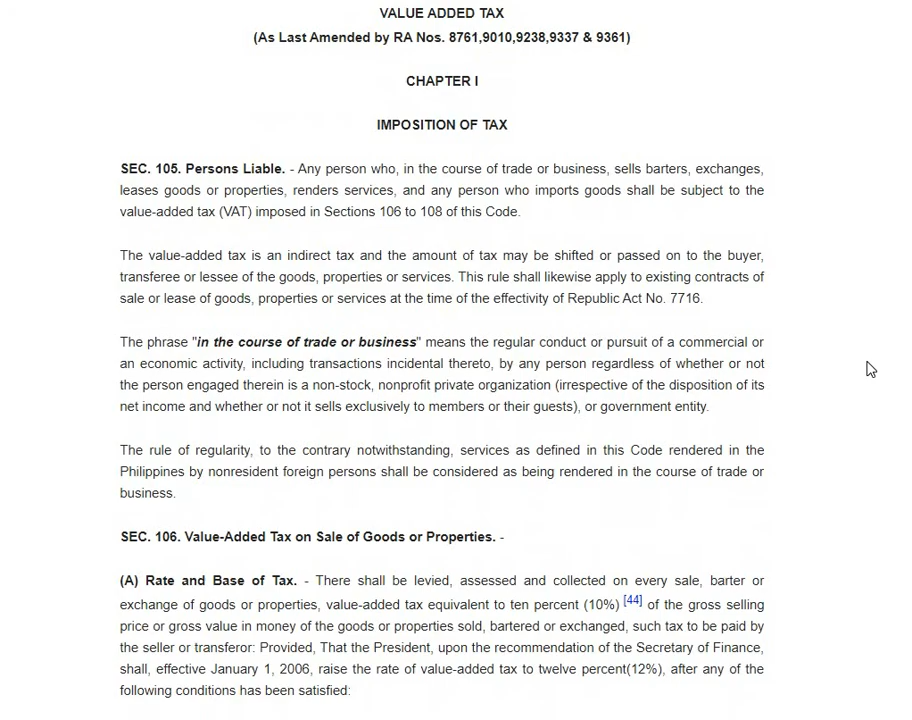 VALUE ADDED TAX
(As Last Amended by RA Nos. 8761,9010,9238,9337 & 9361)
CHAPTER I
IMPOSITION OF TAX
SEC. 105. Persons Liable. - Any person who, in the course of trade or business, sells barters, exchanges,
leases goods or properties, renders services, and any person who imports goods shall be subject to the
value-added tax (VAT) imposed in Sections 106 to 108 of this Code.
The value-added tax is an indirect tax and the amount of tax may be shifted or passed on to the buyer,
transferee or lessee of the goods, properties or services. This rule shall likewise apply to existing contracts of
sale or lease of goods, properties or services at the time of the effectivity of Republic Act No. 7716.
The phrase "in the course of trade or business" means the regular conduct or pursuit of a commercial or
an economic activity, including transactions incidental thereto, by any person regardless of whether or not
the person engaged therein is a non-stock, nonprofit private organization (irrespective of the disposition of its
net income and whether or not it sells exclusively to members or their guests), or government entity.
The rule of regularity, to the contrary notwithstanding, services as defined in this Code rendered in the
Philippines by nonresident foreign persons shall be considered as being rendered in the course of trade or
business.
SEC. 106. Value-Added Tax on Sale of Goods or Properties. -
(A) Rate and Base of Tax. - There shall be levied, assessed and collected on every sale, barter or
exchange of goods or properties, value-added tax equivalent to ten percent (10%) [44] of the gross selling
price or gross value in money of the goods or properties sold, bartered or exchanged, such tax to be paid by
the seller or transferor: Provided, That the President, upon the recommendation of the Secretary of Finance,
shall, effective January 1, 2006, raise the rate of value-added tax to twelve percent(12%), after any of the
following conditions has been satisfied: